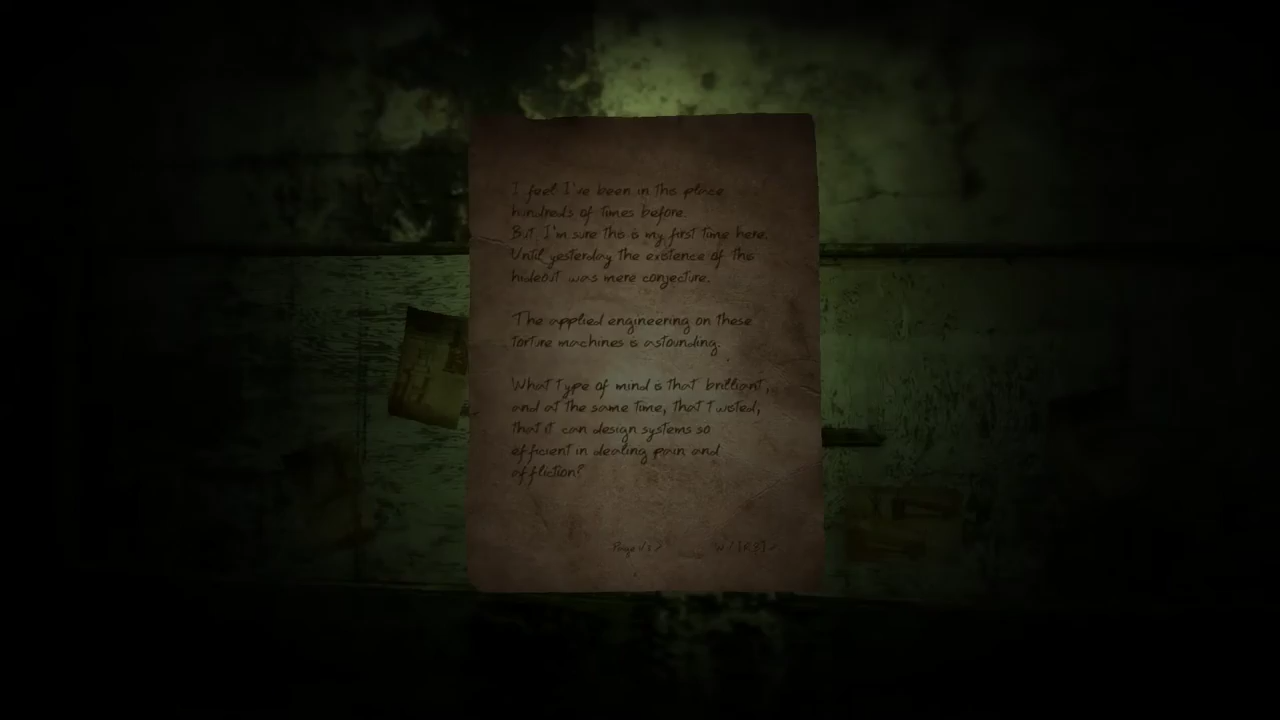 I feel I've been in this place
hundreds of times before.
But I'm sure this is my first time here.
Until yesterday the existence of this
hideout was mere conjecture.
The applied engineering on these
torture machines is astounding.
What type of mind is that brilliant,
and at the same time, that twisted,
that it can design systems so
efficient in dealing pain and
affliction?
Page